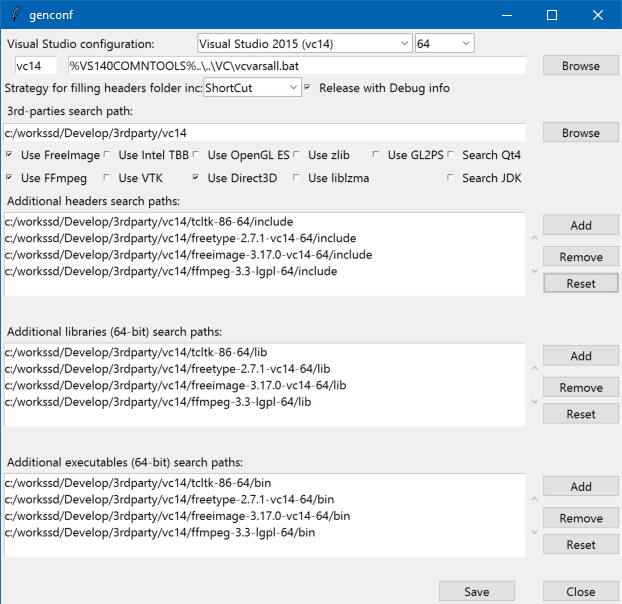 genconf
Visual Studio configuration: Visual Studio 2015 (vc14) 64
vc14 %VS140COMNTOOLS%..\..\VC\vcvarsall.bat Browse
Strategy for filling headers folder inc: ShortCut Release with Debug info
3rd-parties search path:
c:/workssd/Develop/3rdparty/vc14 Browse
Use FreeImage Use Intel TBB Use OpenGL ES Use zlib Use GL2PS Search Qt4
Use FFmpeg Use VTK Use Direct3D Use liblzma Search JDK
Additional headers search paths:
c:/workssd/Develop/3rdparty/vc14/tcltk-86-64/include Add
c:/workssd/Develop/3rdparty/vc14/freetype-2.7.1-vc14-64/include
c:/workssd/Develop/3rdparty/vc14/freeimage-3.17.0-vc14-64/include Remove
c:/workssd/Develop/3rdparty/vc14/ffmpeg-3.3-lgpl-64/include Reset
Additional libraries (64-bit) search paths:
c:/workssd/Develop/3rdparty/vc14/tcltk-86-64/lib Add
c:/workssd/Develop/3rdparty/vc14/freetype-2.7.1-vc14-64/lib
c:/workssd/Develop/3rdparty/vc14/freeimage-3.17.0-vc14-64/lib Remove
c:/workssd/Develop/3rdparty/vc14/ffmpeg-3.3-lgpl-64/lib Reset
Additional executables (64-bit) search paths:
c:/workssd/Develop/3rdparty/vc14/tcltk-86-64/bin Add
c:/workssd/Develop/3rdparty/vc14/freetype-2.7.1-vc14-64/bin
c:/workssd/Develop/3rdparty/vc14/freeimage-3.17.0-vc14-64/bin Remove
c:/workssd/Develop/3rdparty/vc14/ffmpeg-3.3-lgpl-64/bin Reset
Save Close